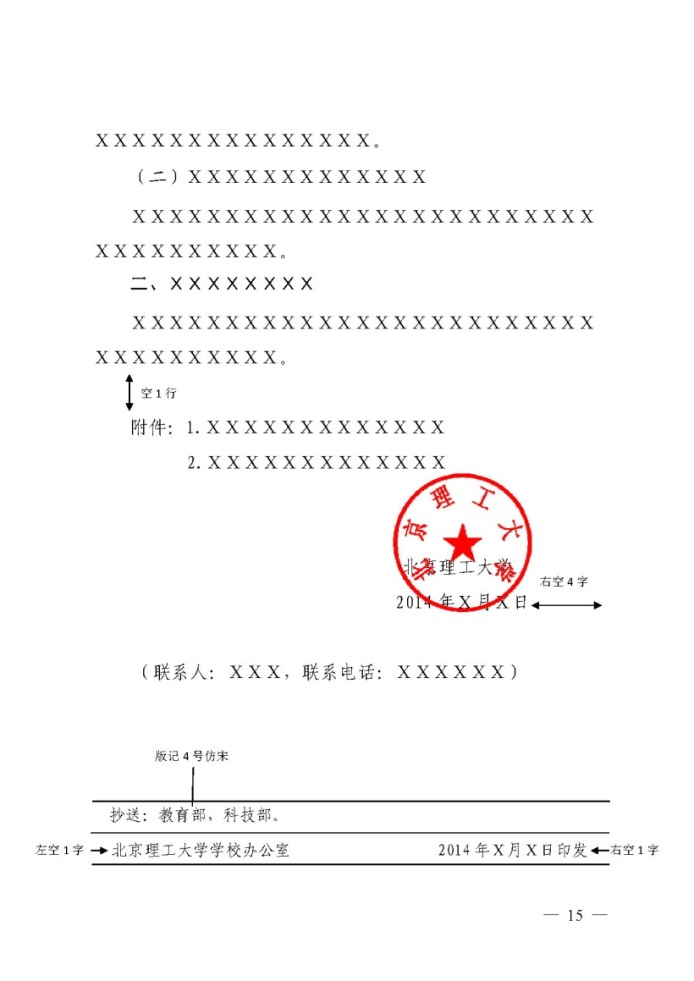 XXXXXXXXXXXXXXX。
（二）XXXXXXXXXXXXX
XXXXXXXXXXXXXXXXXXXXXXXXX
XXXXXXXXXX。
二、XXXXXXXX
XXXXXXXXXXXXXXXXXXXXXXXXX
XXXXXXXXXX。
空1行
附件：1.XXXXXXXXXXXXX
2.XXXXXXXXXXXXX
北京理工大学
北京理工大学
右空4字
2014年X月X日
（联系人：XXX，联系电话：XXXXXX）
版记4号仿宋
抄送：教育部，科技部。
左空1字 北京理工大学学校办公室 2014年X月X日印发 右空1字
— 15 —